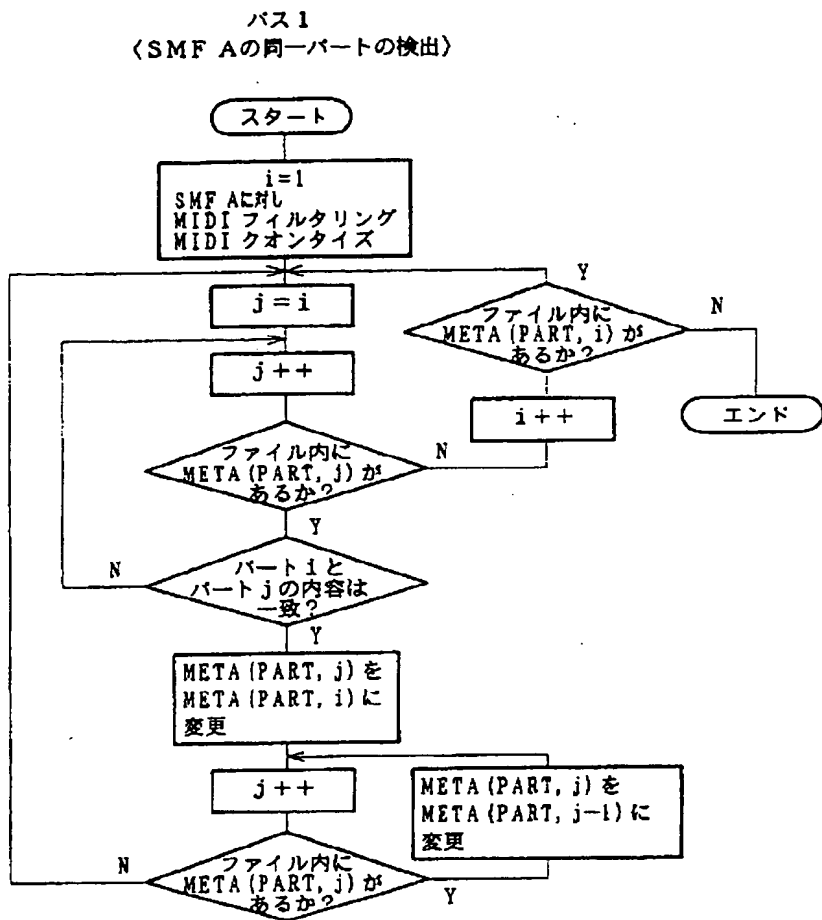 パス1
〈SMF Aの同一パートの検出〉
スタート
i=1
SMF Aに対し
MIDI フィルタリング
MIDI クオンタイズ
j=i
j++
ファイル内に
META(PART, j)が
あるか?
Y
N
パートiと
パートjの内容は
一致?
N
Y
META(PART, j)を
META(PART, i)に
変更
j++
ファイル内に
META(PART, j)が
あるか?
N
Y
META(PART, j)を
META(PART, j-1)に
変更
i++
ファイル内に
META(PART, i)が
あるか?
Y
N
エンド